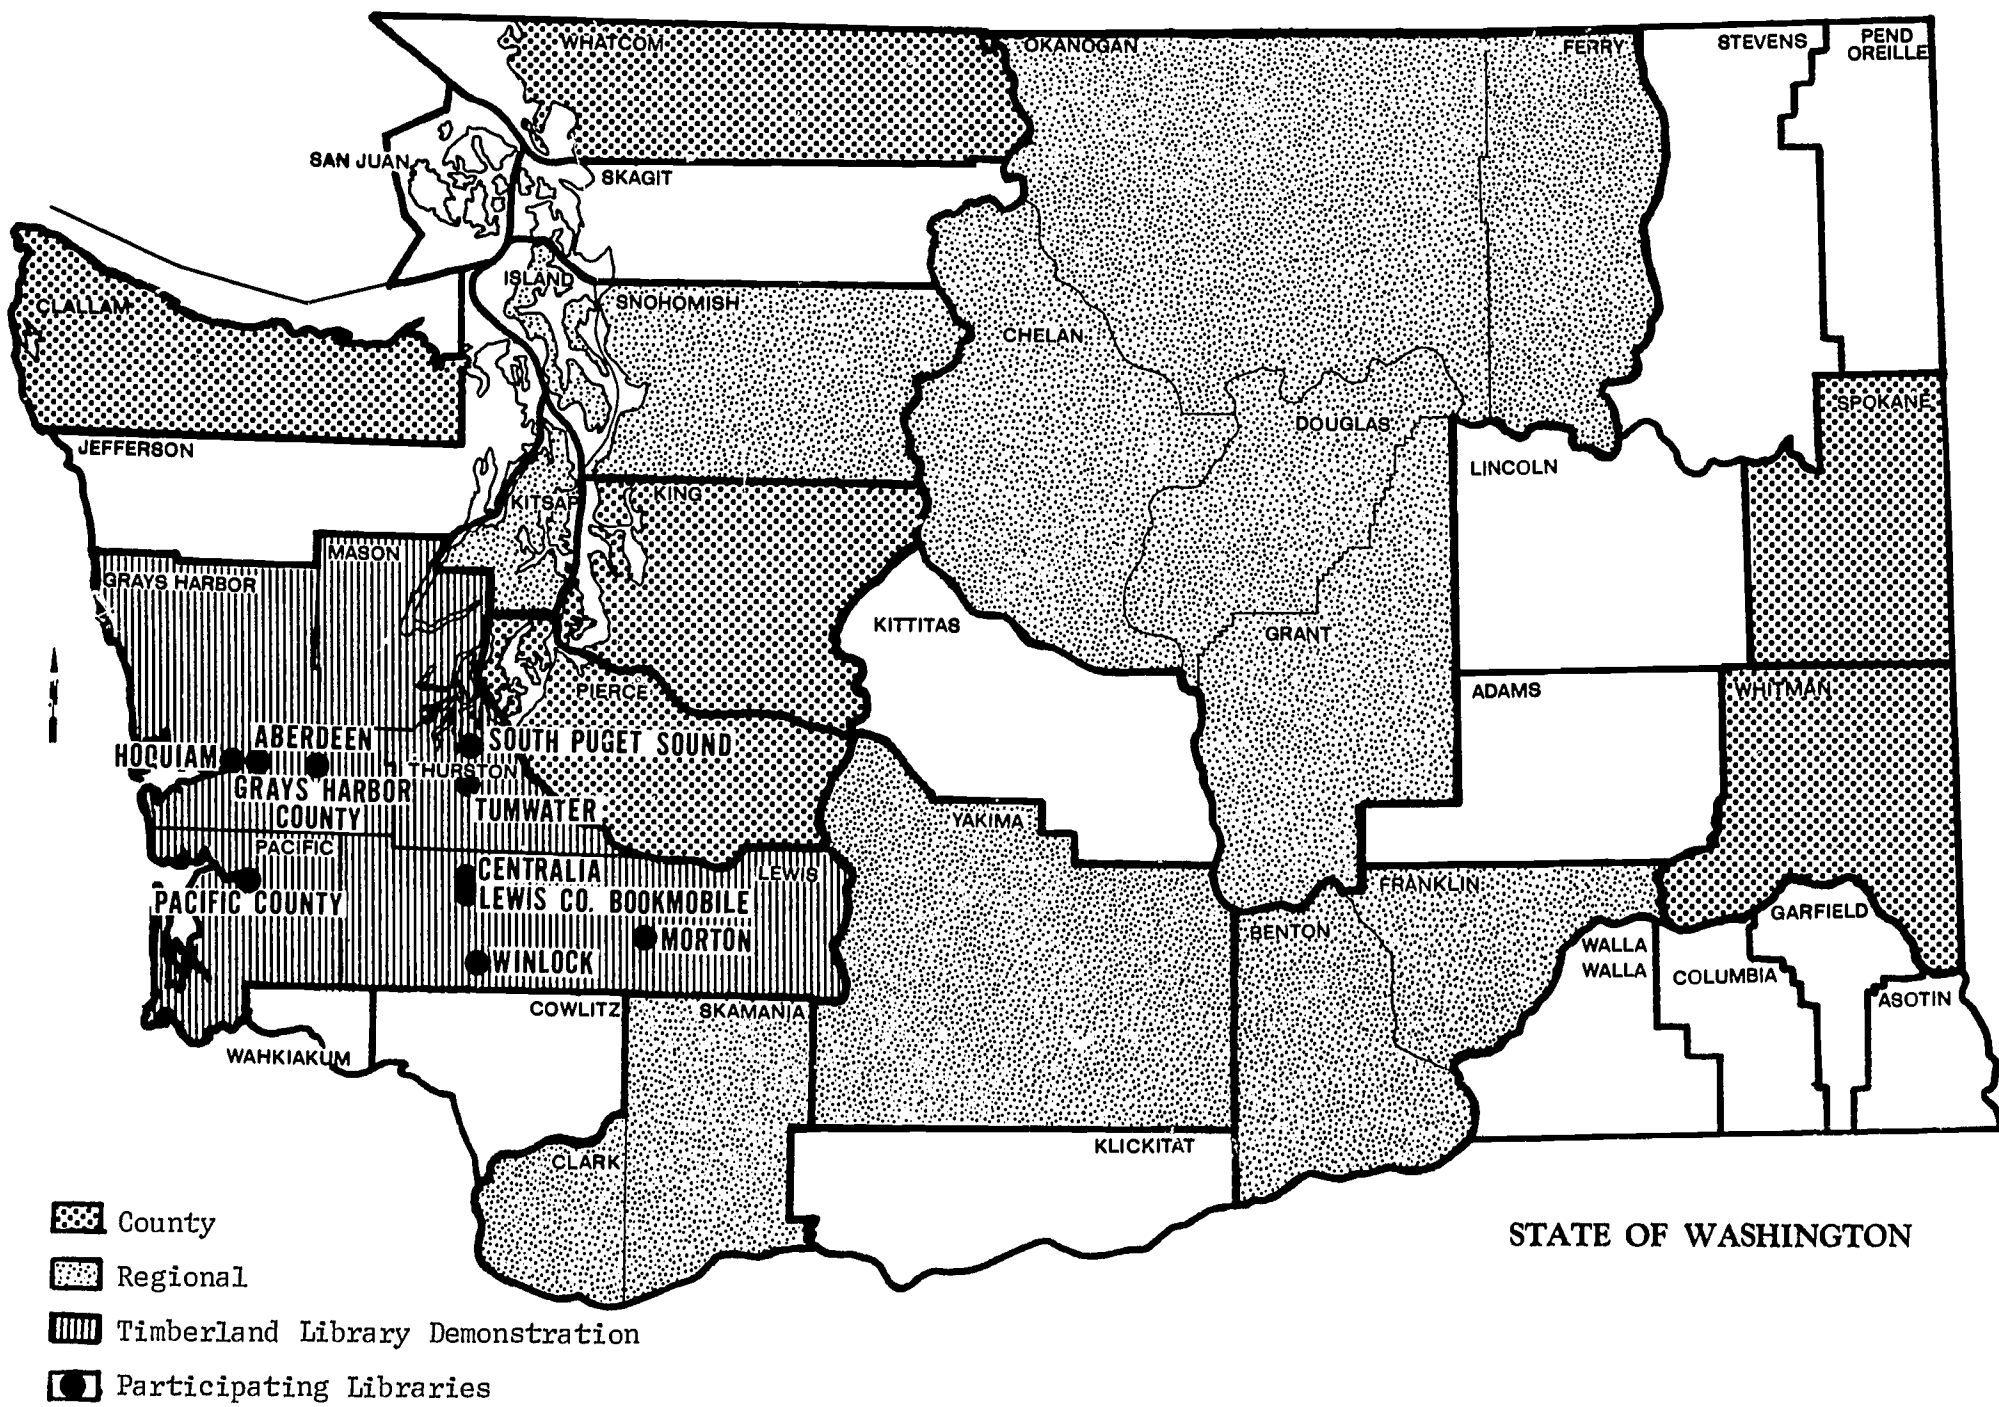 WHATCOM
OKANOGAN
FERRY
STEVENS
PEND
OREILLE
SAN JUAN
SKAGIT
ISLAND
CLALLAM
SNOHOMISH
CHELAN
SPOKANE
DOUGLAS
JEFFERSON
LINCOLN
KITSAP
KING
MASON
GRAYS HARBOR
KITTITAS
GRANT
PIERCE
ADAMS
WHITMAN
HOQUIAM
ABERDEEN
SOUTH PUGET SOUND
THURSTON
GRAYS HARBOR
COUNTY
TUMWATER
YAKIMA
PACIFIC
CENTRALIA
LEWIS
LEWIS CO. BOOKMOBILE
PACIFIC COUNTY
FRANKLIN
GARFIELD
BENTON
WALLA
WALLA
MORTON
WINLOCK
COLUMBIA
ASOTIN
COWLITZ
SKAMANIA
WAHKIAKUM
KLICKITAT
CLARK
N
County
Regional
Timberland Library Demonstration
Participating Libraries
STATE OF WASHINGTON